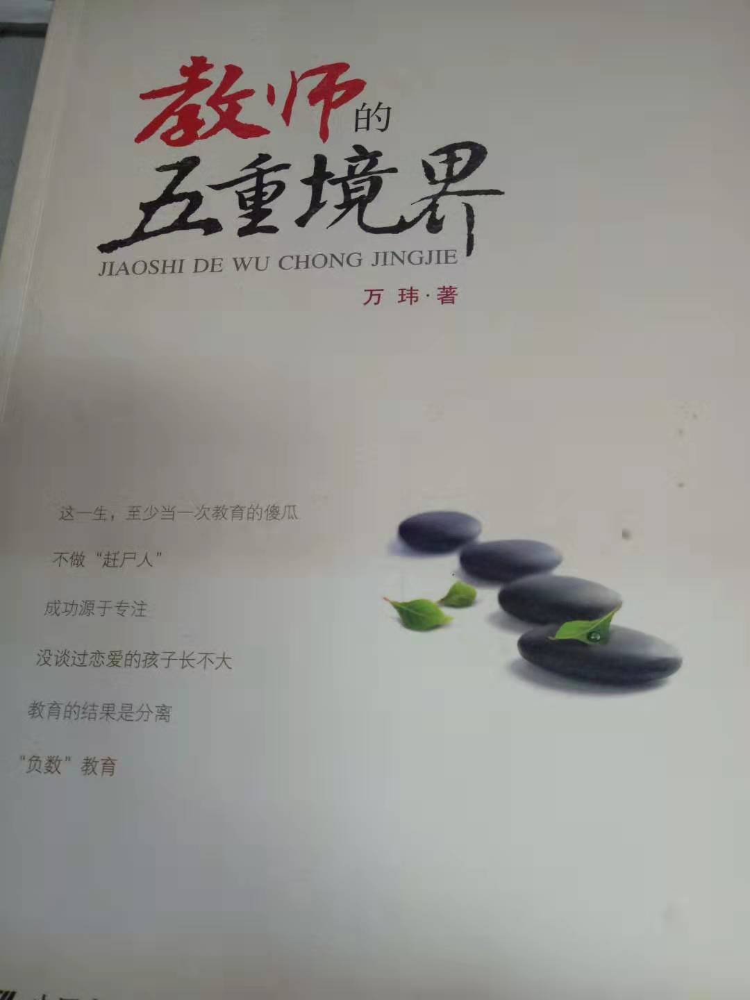 教师的
五重境界
JIAOSHI DE WU CHONG JINGJIE
万 玮·著
这一生，至少当一次教育的傻瓜
不做“赶尸人”
成功源于专注
没谈过恋爱的孩子长不大
教育的结果是分离
“负数”教育